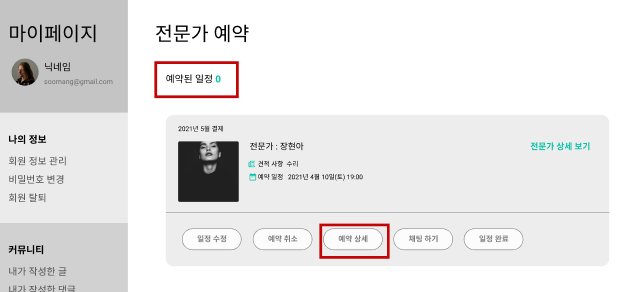 마이페이지
닉네임
soomang@gmail.com
나의 정보
회원 정보 관리
비밀번호 변경
회원 탈퇴
커뮤니티
내가 작성한 글
내가 작성한 댓글
전문가 예약
예약된 일정 0
2021년 5월 결제
전문가 : 장현아
전문가 상세 보기
견적 사항 수리
예약 일정 2021년 4월 10일(토) 19:00
일정 수정
예약 취소
예약 상세
채팅 하기
일정 완료